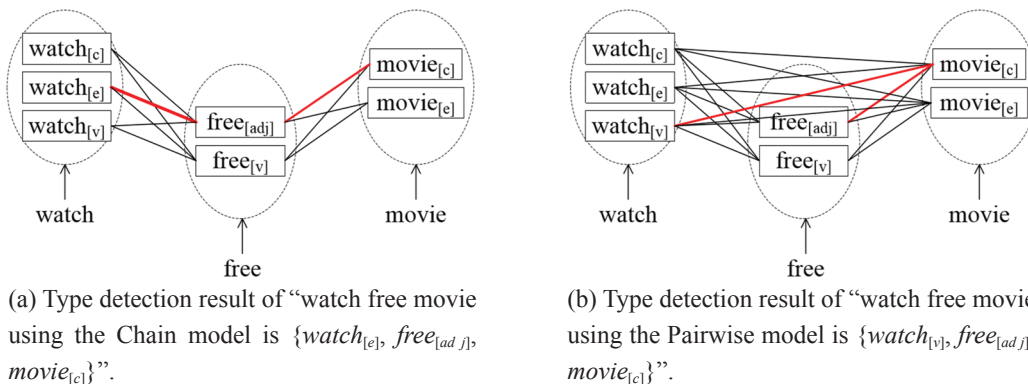 watch[c]
watch[e]
watch[v]
free[adj]
free[v]
movie[c]
movie[e]
watch
free
movie
(a) Type detection result of “watch free movie
using the Chain model is {watch[e], free[ad j],
movie[c]}”.
watch[c]
watch[e]
watch[v]
free[adj]
free[v]
movie[c]
movie[e]
watch
free
movie
(b) Type detection result of “watch free movie
using the Pairwise model is {watch[v], free[ad j]
movie[c]}”.